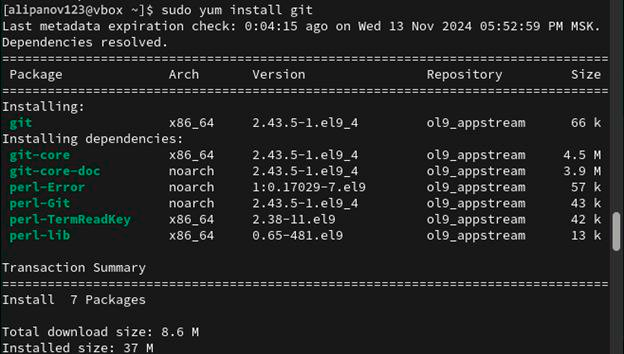 [alipanov123@vbox ~]$ sudo yum install git
Last metadata expiration check: 0:04:15 ago on Wed 13 Nov 2024 05:52:59 PM MSK.
Dependencies resolved.
================================================================================
 Package              Arch       Version                Repository         Size
================================================================================
Installing:
 git                  x86_64     2.43.5-1.el9_4         ol9_appstream      66 k
Installing dependencies:
 git-core             x86_64     2.43.5-1.el9_4         ol9_appstream     4.5 M
 git-core-doc         noarch     2.43.5-1.el9_4         ol9_appstream     3.9 M
 perl-Error           noarch     1:0.17029-7.el9        ol9_appstream      57 k
 perl-Git             noarch     2.43.5-1.el9_4         ol9_appstream      43 k
 perl-TermReadKey     x86_64     2.38-11.el9            ol9_appstream      42 k
 perl-lib             x86_64     0.65-481.el9           ol9_appstream      13 k
Transaction Summary
================================================================================
Install  7 Packages
Total download size: 8.6 M
Installed size: 37 M